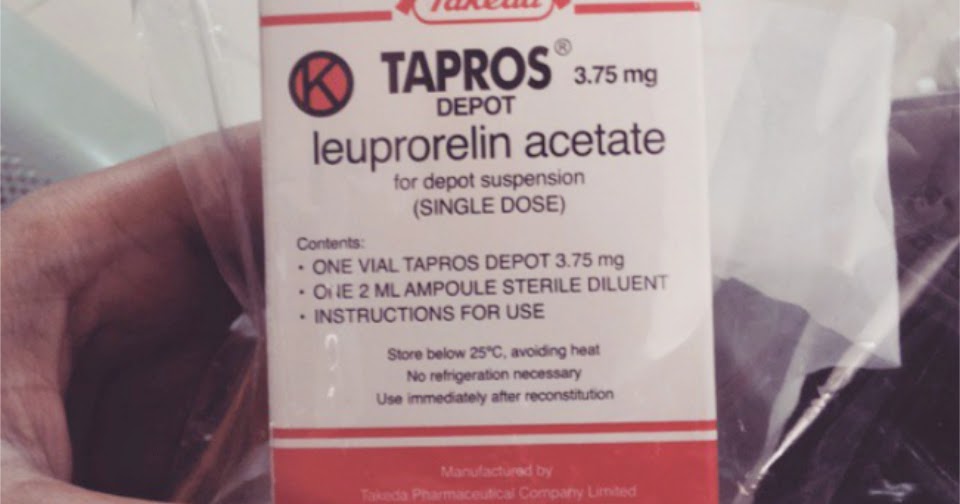 Takeda
K TAPROS® 3.75 mg
DEPOT
leuprorelin acetate
for depot suspension
(SINGLE DOSE)
Contents:
• ONE VIAL TAPROS DEPOT 3.75 mg
• ONE 2 ML AMPOULE STERILE DILUENT
• INSTRUCTIONS FOR USE
Store below 25°C, avoiding heat
No refrigeration necessary
Use immediately after reconstitution
Manufactured by
Takeda Pharmaceutical Company Limited